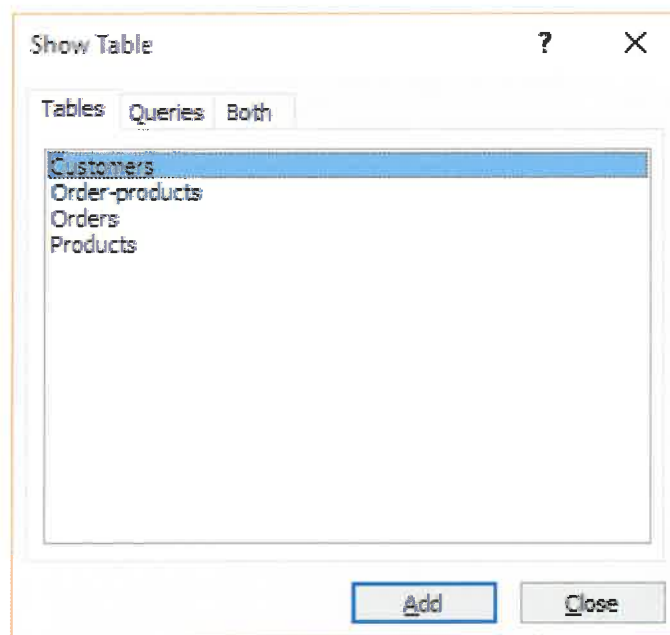 Show Table ? ×
Tables Queries Both
Customers
Order-products
Orders
Products
Add Close